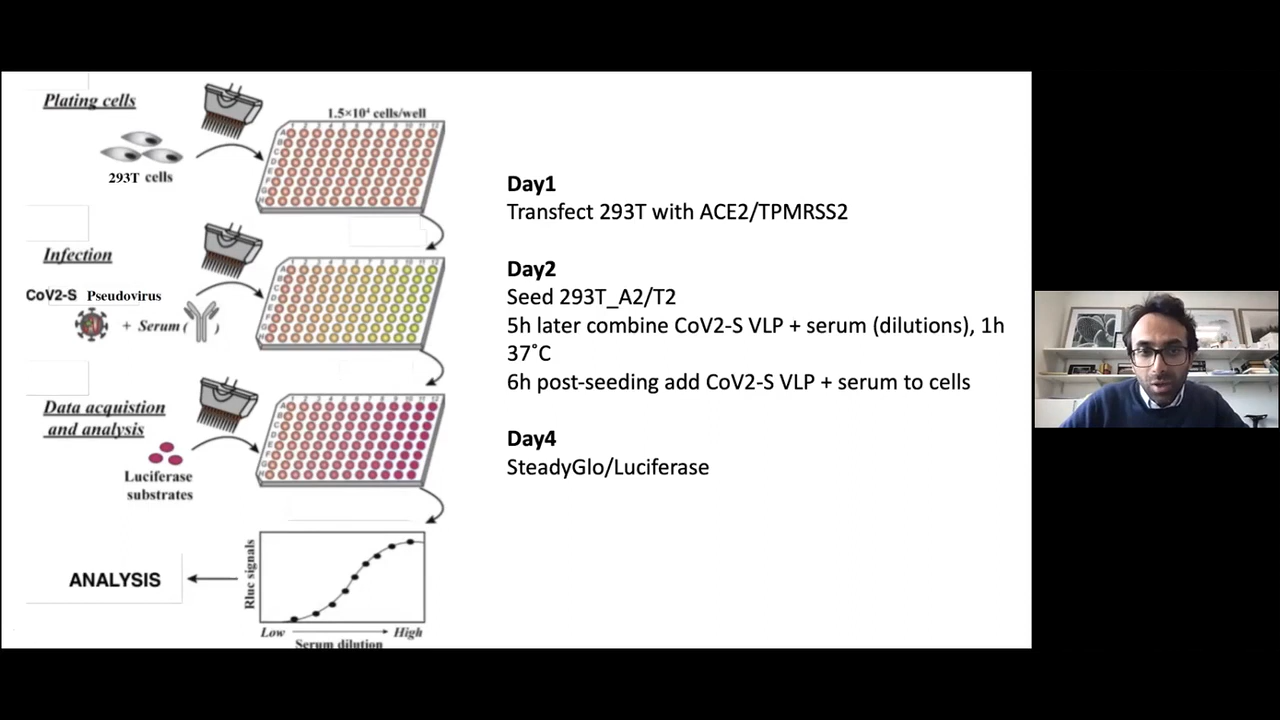 Plating cells
1.5×10⁴ cells/well
293T cells
Infection
CoV2-S Pseudovirus
+ Serum ( )
Data acquistion
and analysis
Luciferase
substrates
ANALYSIS
Rluc signals
Low High
Serum dilution
Day1
Transfect 293T with ACE2/TPMRSS2
Day2
Seed 293T_A2/T2
5h later combine CoV2-S VLP + serum (dilutions), 1h
37˚C
6h post-seeding add CoV2-S VLP + serum to cells
Day4
SteadyGlo/Luciferase